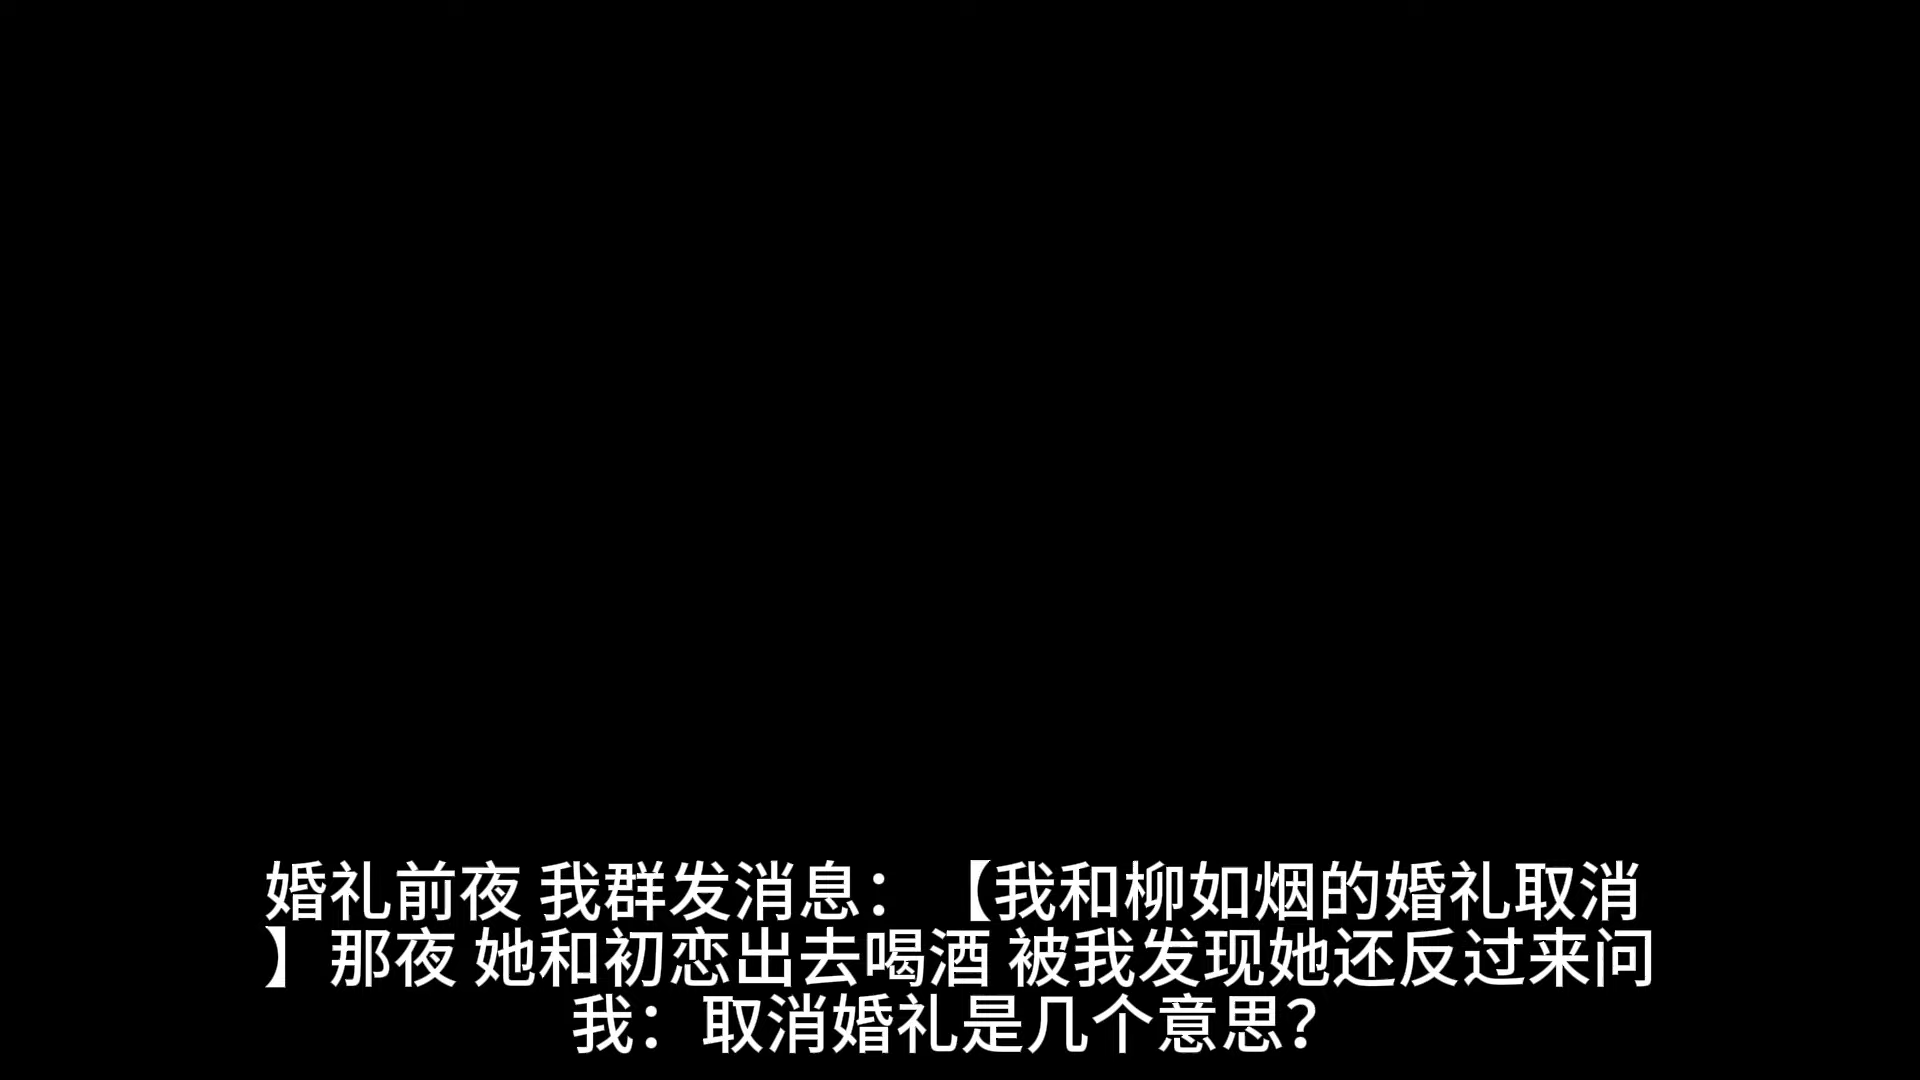 婚礼前夜 我群发消息：【我和柳如烟的婚礼取消
】那夜 她和初恋出去喝酒 被我发现她还反过来问
我：取消婚礼是几个意思？